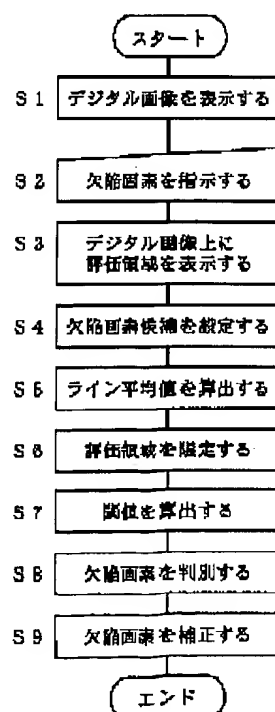 スタート
S1 デジタル画像を表示する
S2 欠陥画素を指示する
S3 デジタル画像上に
評価領域を表示する
S4 欠陥画素候補を設定する
S5 ライン平均値を算出する
S6 評価領域を限定する
S7 閾値を算出する
S8 欠陥画素を判別する
S9 欠陥画素を補正する
エンド